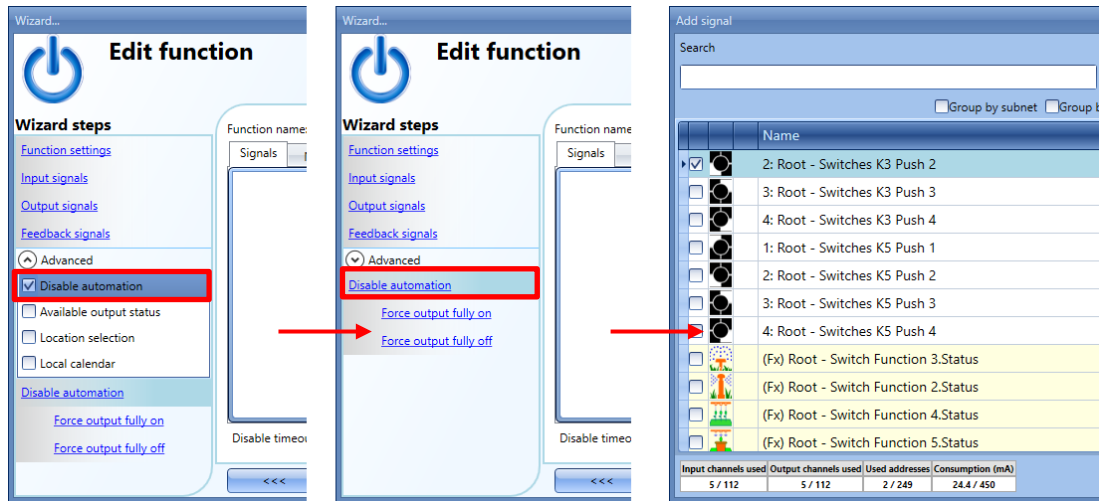 Wizard...
Edit function
Wizard steps
Function settings
Input signals
Output signals
Feedback signals
Advanced
Disable automation
Available output status
Location selection
Local calendar
Disable automation
Force output fully on
Force output fully off
Function name:
Signals
Disable timeou
<<<
Wizard...
Edit function
Wizard steps
Function settings
Input signals
Output signals
Feedback signals
Advanced
Disable automation
Force output fully on
Force output fully off
Function name
Signals
Disable timeo
<<<
Add signal
Search
Group by subnet Group b
Name
2: Root - Switches K3 Push 2
3: Root - Switches K3 Push 3
4: Root - Switches K3 Push 4
1: Root - Switches K5 Push 1
2: Root - Switches K5 Push 2
3: Root - Switches K5 Push 3
4: Root - Switches K5 Push 4
(Fx) Root - Switch Function 3.Status
(Fx) Root - Switch Function 2.Status
(Fx) Root - Switch Function 4.Status
(Fx) Root - Switch Function 5.Status
Input channels used Output channels used Used addresses Consumption (mA)
5 / 112 5 / 112 2 / 249 24.4 / 450